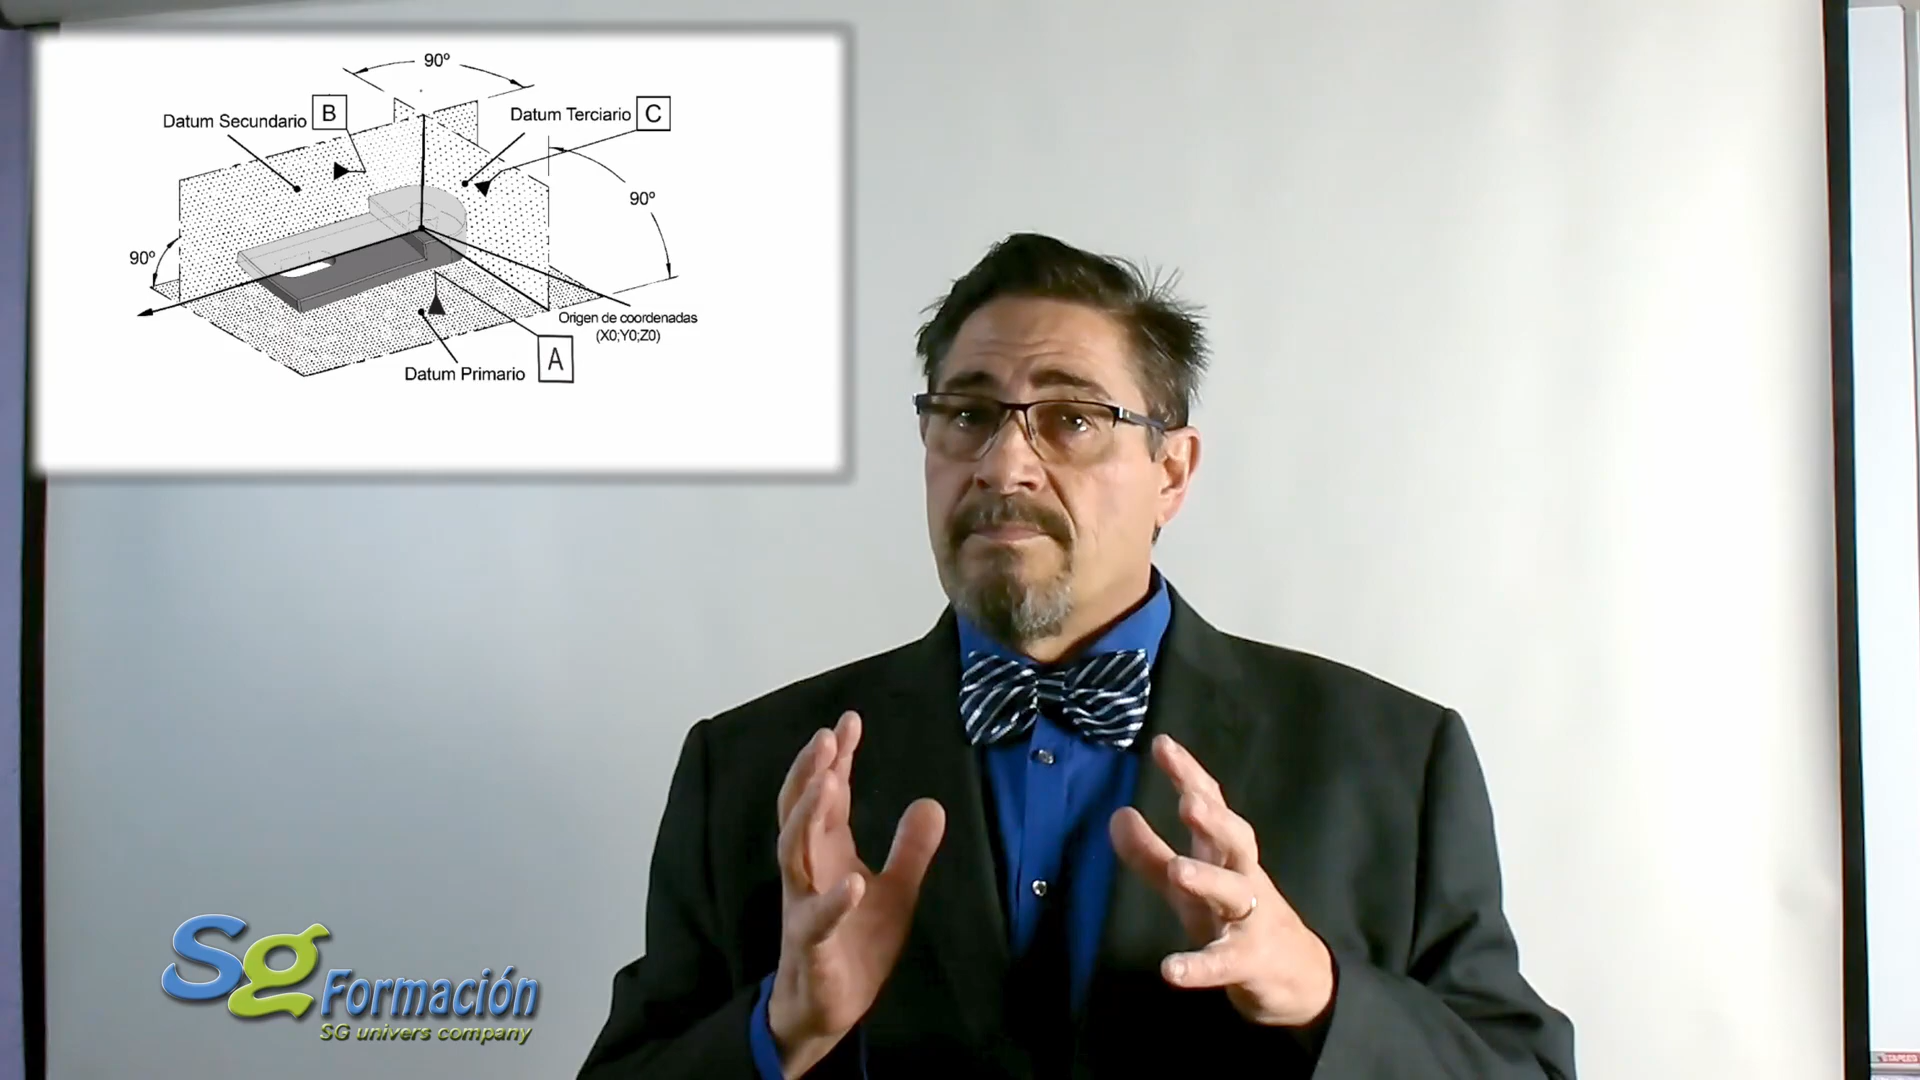 90º
Datum Secundario B
Datum Terciario C
90º
90º
Origen de coordenadas
(X0;Y0;Z0)
A
Datum Primario
Sg Formación
SG univers company
STAPLES